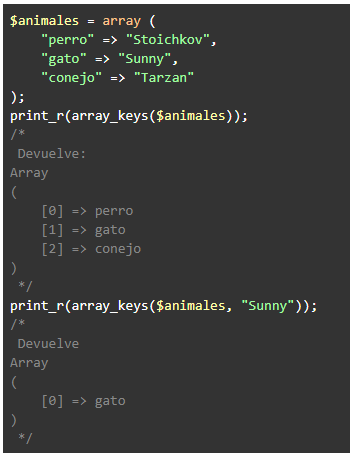 $animales = array (
    "perro" => "Stoichkov",
    "gato" => "Sunny",
    "conejo" => "Tarzan"
);
print_r(array_keys($animales));
/*
 Devuelve:
Array
(
    [0] => perro
    [1] => gato
    [2] => conejo
)
 */
print_r(array_keys($animales, "Sunny"));
/*
 Devuelve
Array
(
    [0] => gato
)
 */